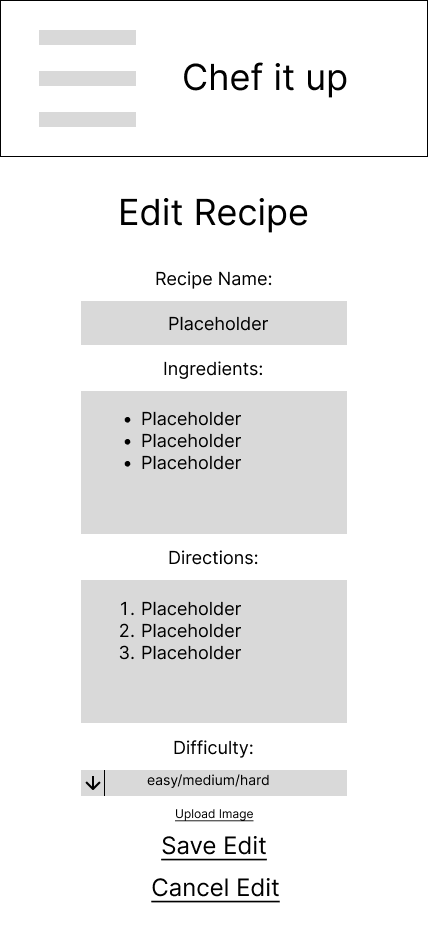 Chef it up
Edit Recipe
Recipe Name:
Placeholder
Ingredients:
• Placeholder
• Placeholder
• Placeholder
Directions:
1. Placeholder
2. Placeholder
3. Placeholder
Difficulty:
easy/medium/hard
Upload Image
Save Edit
Cancel Edit